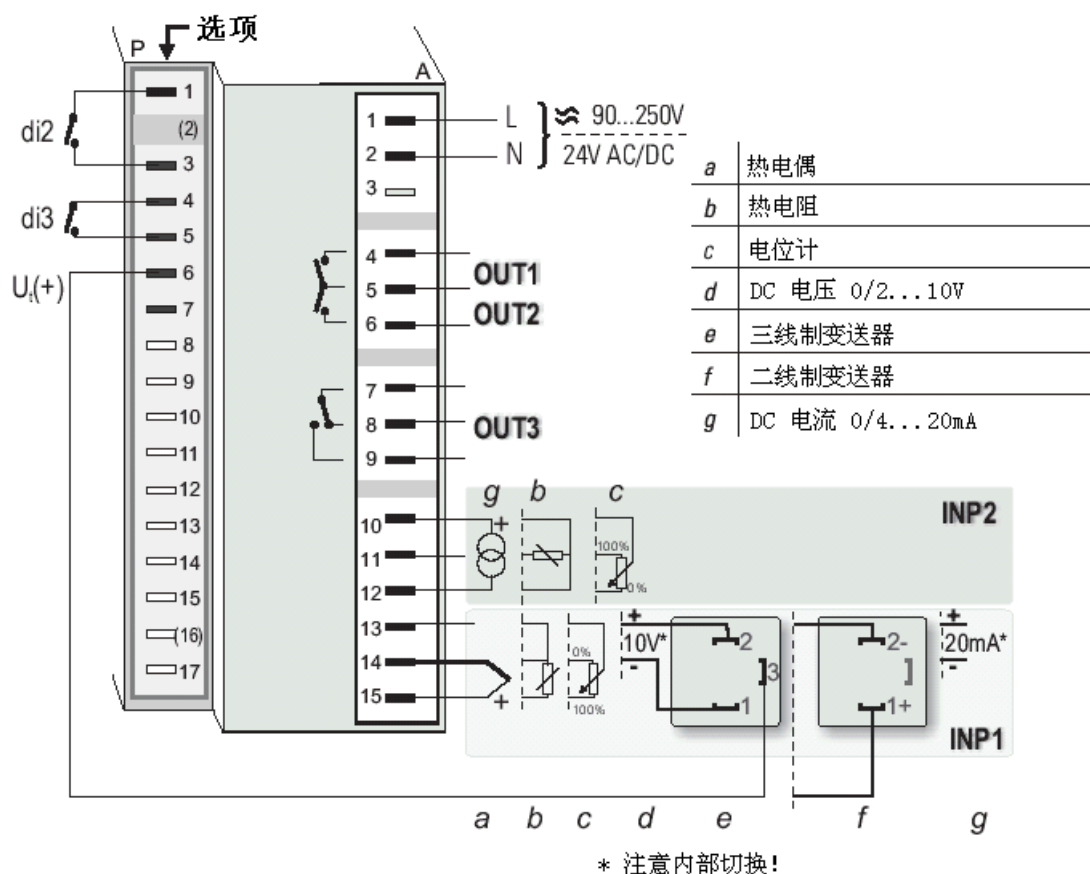 选项
P
A
1
(2)
3
4
5
6
7
8
9
10
11
12
13
14
15
(16)
17
di2
di3
Ut(+)
1
2
3
4
5
6
7
8
9
10
11
12
13
14
15
L
N
≈ 90...250V
24V AC/DC
OUT1
OUT2
OUT3
a 热电偶
b 热电阻
c 电位计
d DC 电压 0/2...10V
e 三线制变送器
f 二线制变送器
g DC 电流 0/4...20mA
g b c
INP2
+
100%
0%
+
0%
100%
+
10V*
-
2
3
1
2-
1+
+
20mA*
-
INP1
a b c d e f g
* 注意内部切换!